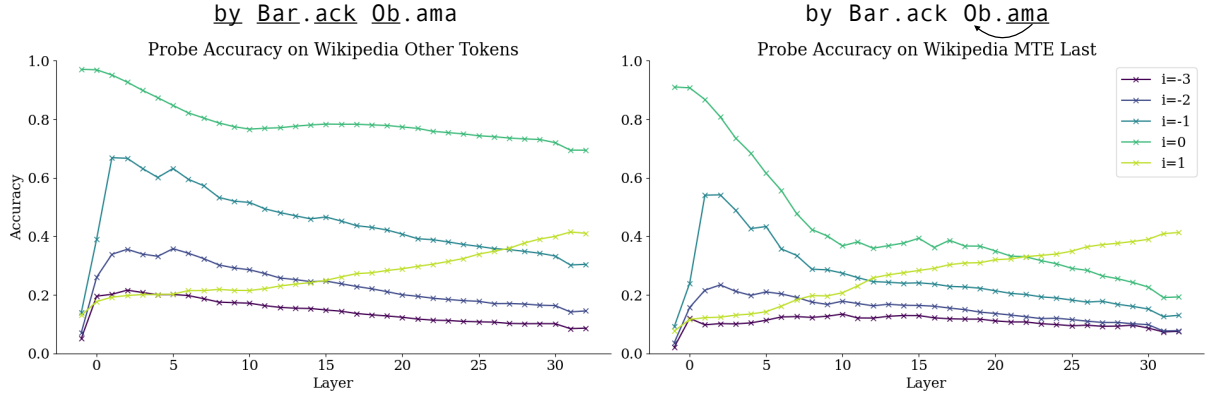 by Bar.ack Ob.ama
Probe Accuracy on Wikipedia Other Tokens
1.0
0.8
0.6
0.4
0.2
0.0
Accuracy
0 5 10 15 20 25 30
Layer
by Bar.ack Ob.ama
Probe Accuracy on Wikipedia MTE Last
1.0
0.8
0.6
0.4
0.2
0.0
i=-3
i=-2
i=-1
i=0
i=1
0 5 10 15 20 25 30
Layer